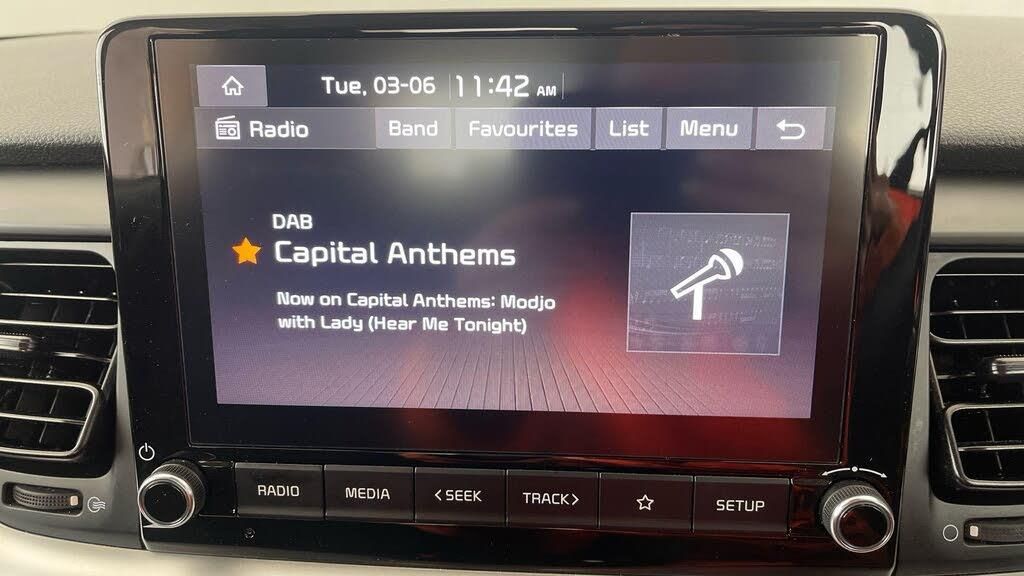 Tue, 03-06 11:42 AM
Radio Band Favourites List Menu
DAB
Capital Anthems
Now on Capital Anthems: Modjo
with Lady (Hear Me Tonight)
RADIO MEDIA <SEEK TRACK> SETUP